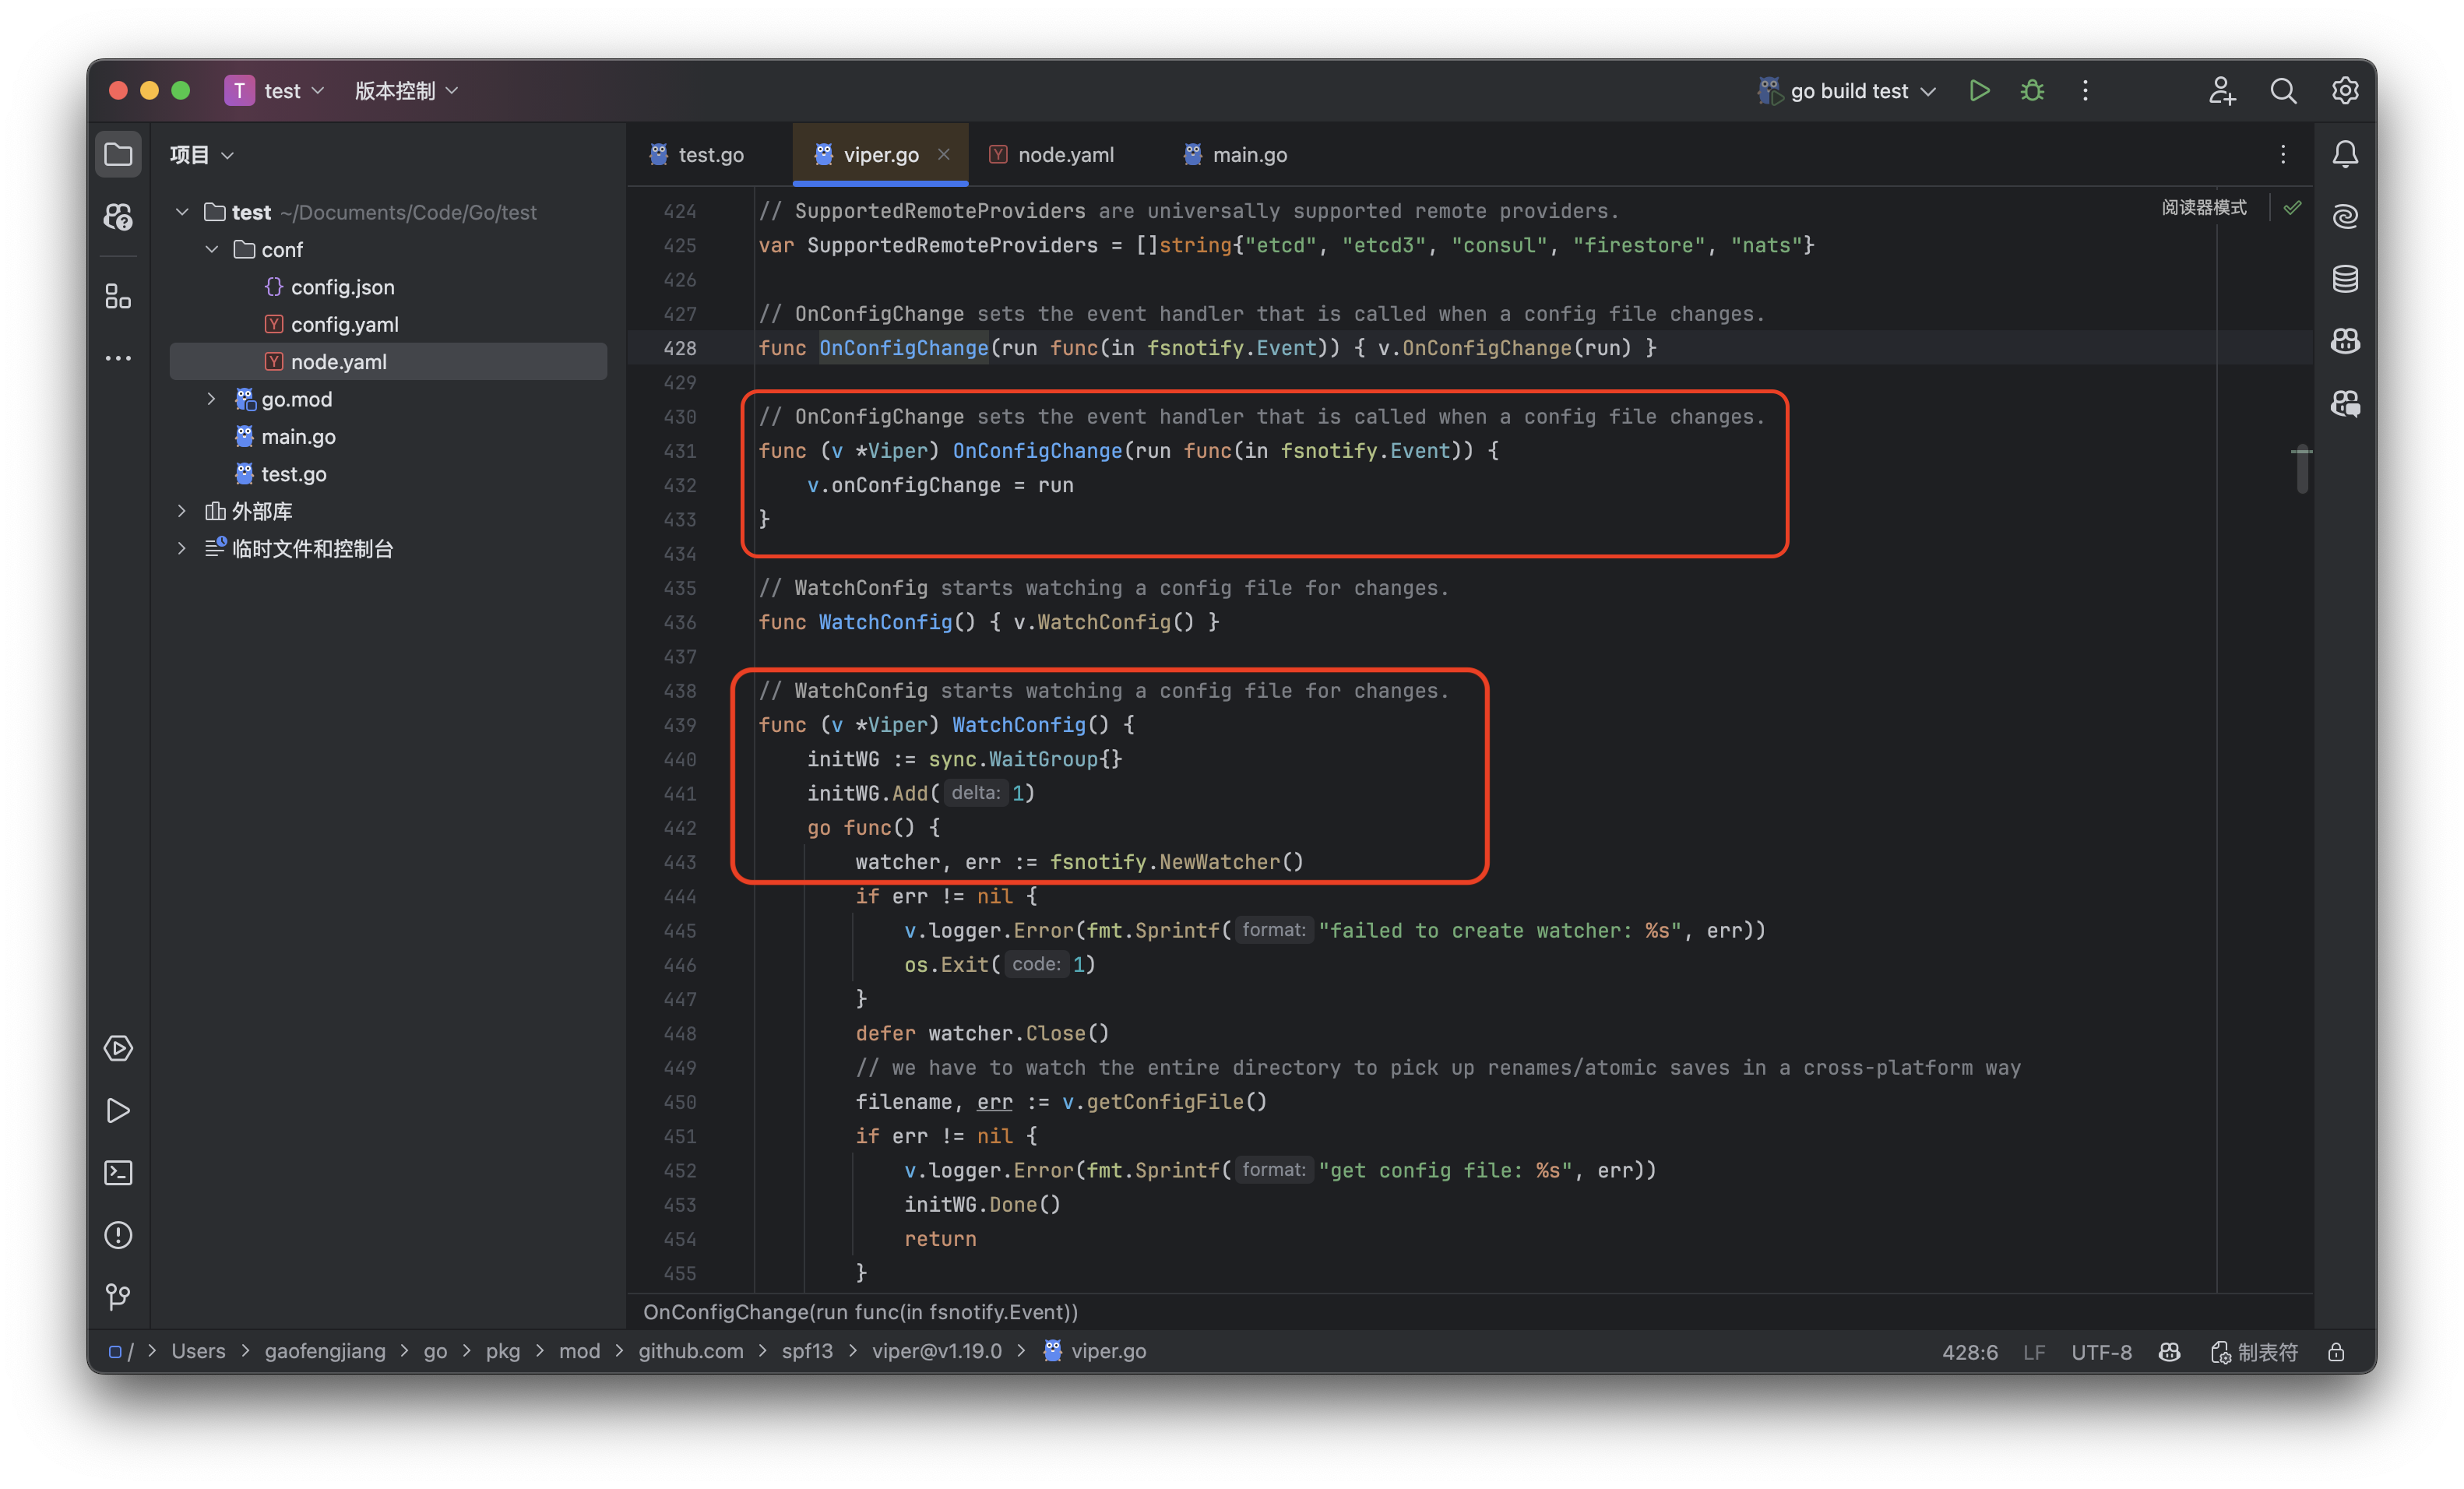 T test 版本控制 go build test
项目
test ~/Documents/Code/Go/test
conf
{} config.json
Y config.yaml
Y node.yaml
go.mod
main.go
test.go
外部库
临时文件和控制台
test.go viper.go Y node.yaml main.go
阅读器模式
424 // SupportedRemoteProviders are universally supported remote providers.
425 var SupportedRemoteProviders = []string{"etcd", "etcd3", "consul", "firestore", "nats"}
426
427 // OnConfigChange sets the event handler that is called when a config file changes.
428 func OnConfigChange(run func(in fsnotify.Event)) { v.OnConfigChange(run) }
429
430 // OnConfigChange sets the event handler that is called when a config file changes.
431 func (v *Viper) OnConfigChange(run func(in fsnotify.Event)) {
432 v.onConfigChange = run
433 }
434
435 // WatchConfig starts watching a config file for changes.
436 func WatchConfig() { v.WatchConfig() }
437
438 // WatchConfig starts watching a config file for changes.
439 func (v *Viper) WatchConfig() {
440 initWG := sync.WaitGroup{}
441 initWG.Add( delta: 1)
442 go func() {
443 watcher, err := fsnotify.NewWatcher()
444 if err != nil {
445 v.logger.Error(fmt.Sprintf( format: "failed to create watcher: %s", err))
446 os.Exit( code: 1)
447 }
448 defer watcher.Close()
449 // we have to watch the entire directory to pick up renames/atomic saves in a cross-platform way
450 filename, err := v.getConfigFile()
451 if err != nil {
452 v.logger.Error(fmt.Sprintf( format: "get config file: %s", err))
453 initWG.Done()
454 return
455 }
OnConfigChange(run func(in fsnotify.Event))
/ > Users > gaofengjiang > go > pkg > mod > github.com > spf13 > viper@v1.19.0 > viper.go 428:6 LF UTF-8 制表符